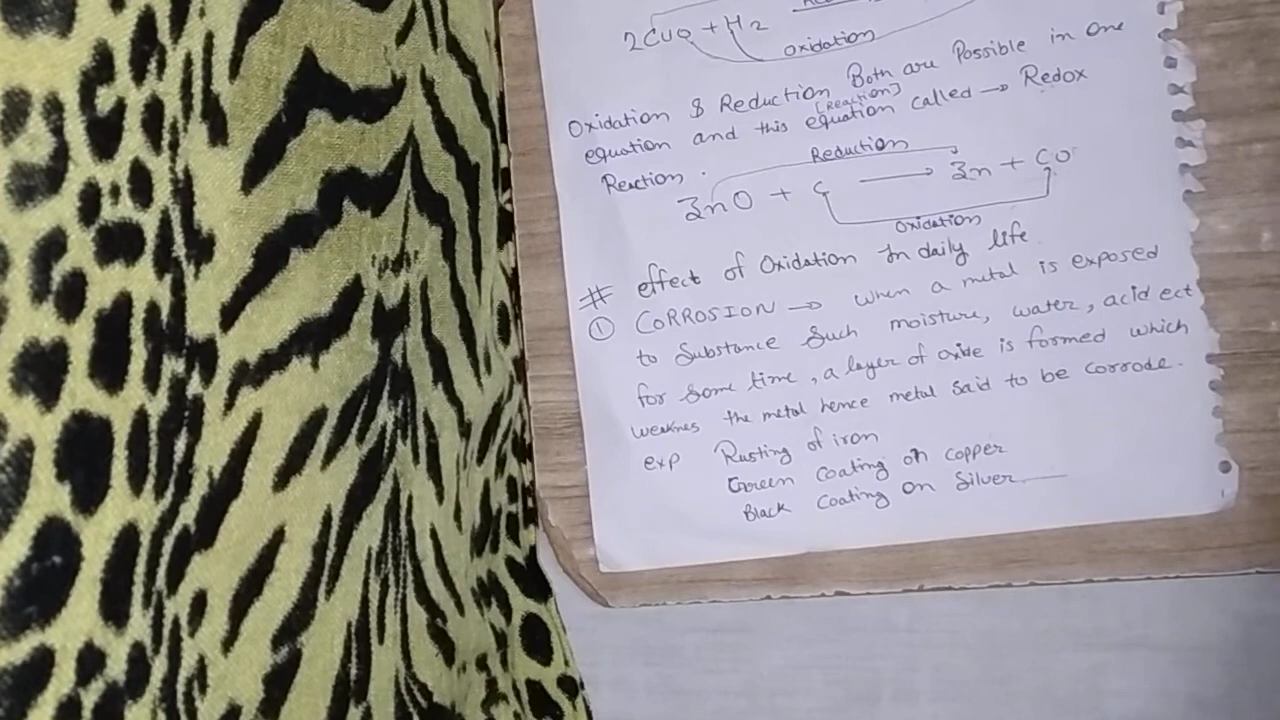 2CuO + H2
oxidation
Oxidation & Reduction Both are Possible in one
[Reaction]
equation and this equation called → Redox
Reaction.
Reduction
ZnO + C → Zn + CO
oxidation
# effect of Oxidation In daily life
① CORROSION → when a metal is exposed
to Substance Such moisture, water, acid ect
for Some time, a layer of oxide is formed which
weaknes the metal hence metal said to be corrode.
exp Rusting of iron
Green coating on copper
Black coating on Silver